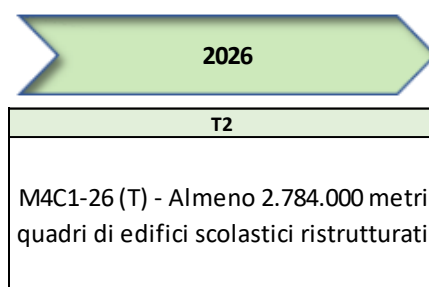 2026
T2
M4C1-26 (T) - Almeno 2.784.000 metri
quadri di edifici scolastici ristrutturati